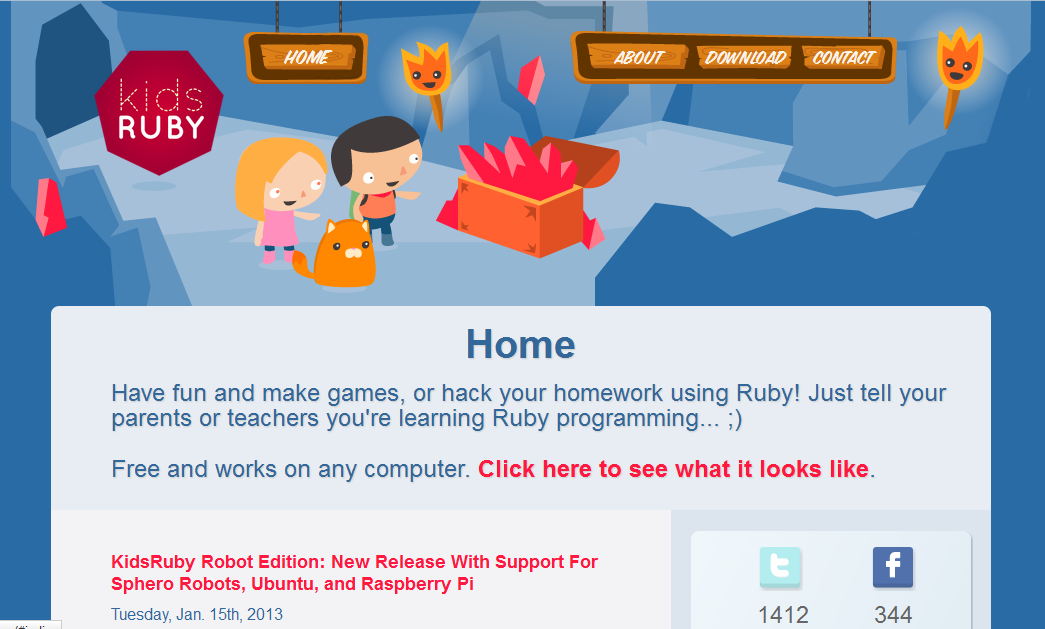 HOME
ABOUT DOWNLOAD CONTACT
kids
RUBY
Home
Have fun and make games, or hack your homework using Ruby! Just tell your
parents or teachers you're learning Ruby programming... ;)
Free and works on any computer. Click here to see what it looks like.
KidsRuby Robot Edition: New Release With Support For
Sphero Robots, Ubuntu, and Raspberry Pi
Tuesday, Jan. 15th, 2013
t f
1412 344